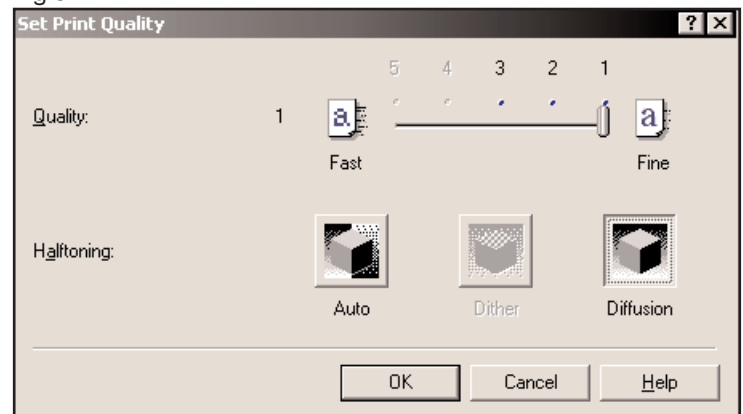 Set Print Quality ? X
5 4 3 2 1
Quality: 1 a a
Fast Fine
Halftoning:
Auto Dither Diffusion
OK Cancel Help